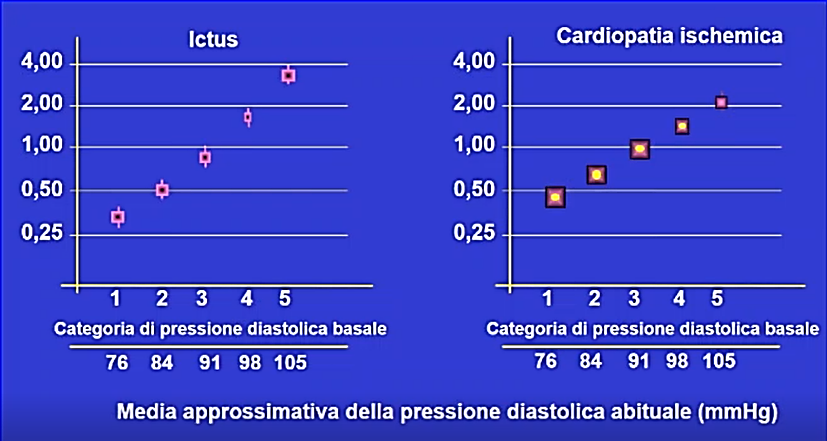 Ictus
4,00
2,00
1,00
0,50
0,25
1 2 3 4 5
Categoria di pressione diastolica basale
76 84 91 98 105
Cardiopatia ischemica
4,00
2,00
1,00
0,50
0,25
1 2 3 4 5
Categoria di pressione diastolica basale
76 84 91 98 105
Media approssimativa della pressione diastolica abituale (mmHg)